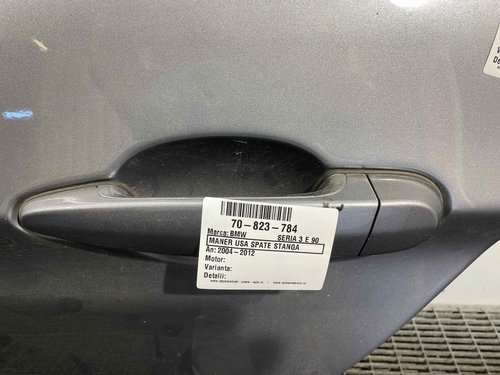 70-823-784
Marca: BMW SERIA 3 E 90
MANER USA SPATE STANGA
An: 2004-2012
Motor:
Varianta:
Detalii: